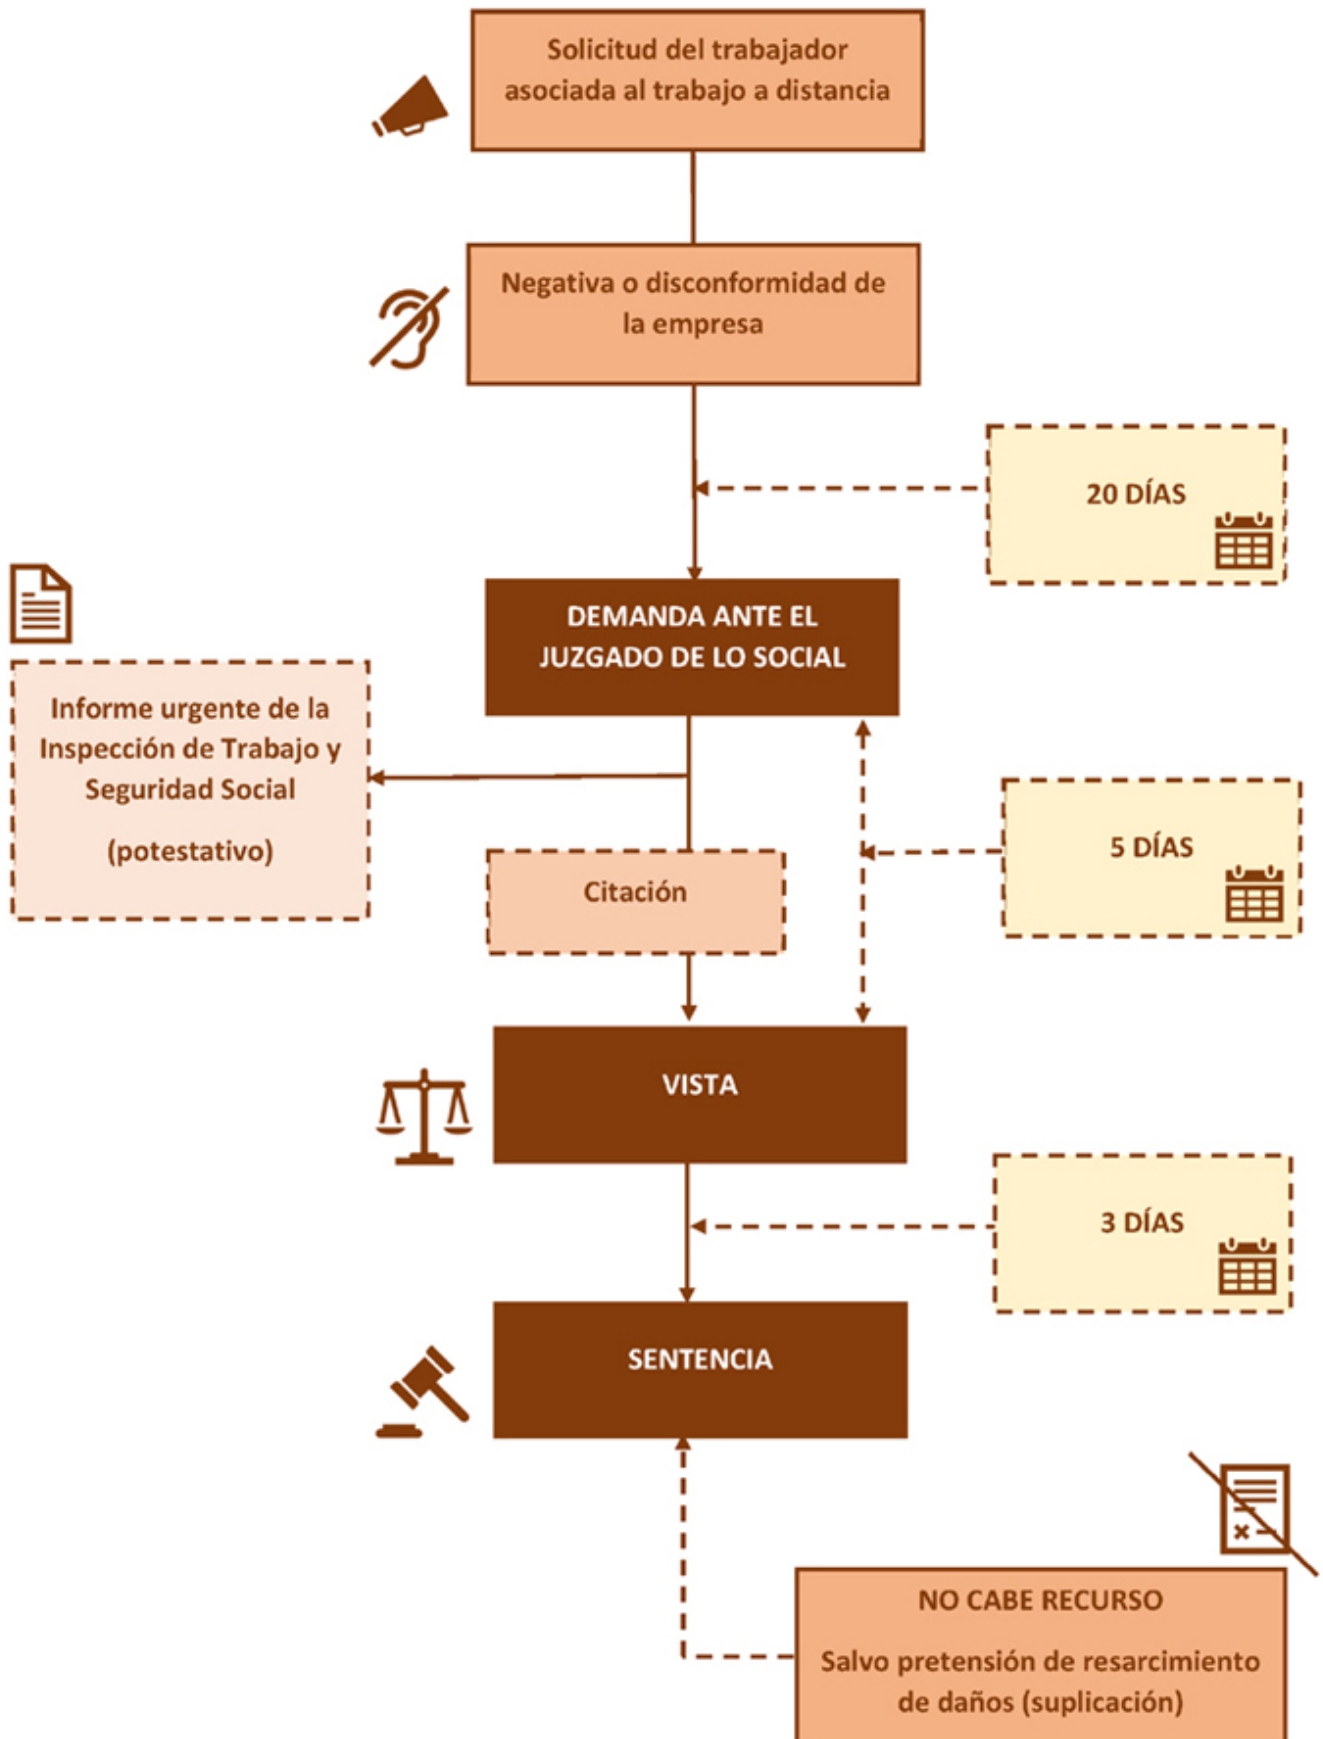 Solicitud del trabajador
asociada al trabajo a distancia
Negativa o disconformidad de
la empresa
20 DÍAS
DEMANDA ANTE EL
JUZGADO DE LO SOCIAL
Informe urgente de la
Inspección de Trabajo y
Seguridad Social
(potestativo)
5 DÍAS
Citación
VISTA
3 DÍAS
SENTENCIA
NO CABE RECURSO
Salvo pretensión de resarcimiento
de daños (suplicación)